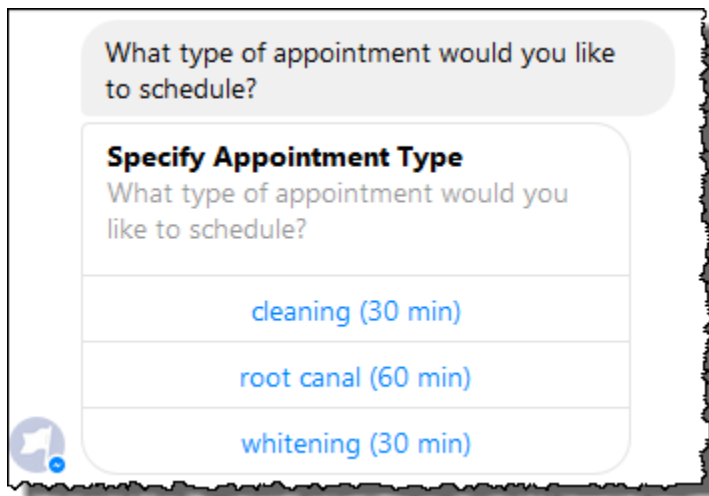 What type of appointment would you like
to schedule?
Specify Appointment Type
What type of appointment would you
like to schedule?
cleaning (30 min)
root canal (60 min)
whitening (30 min)